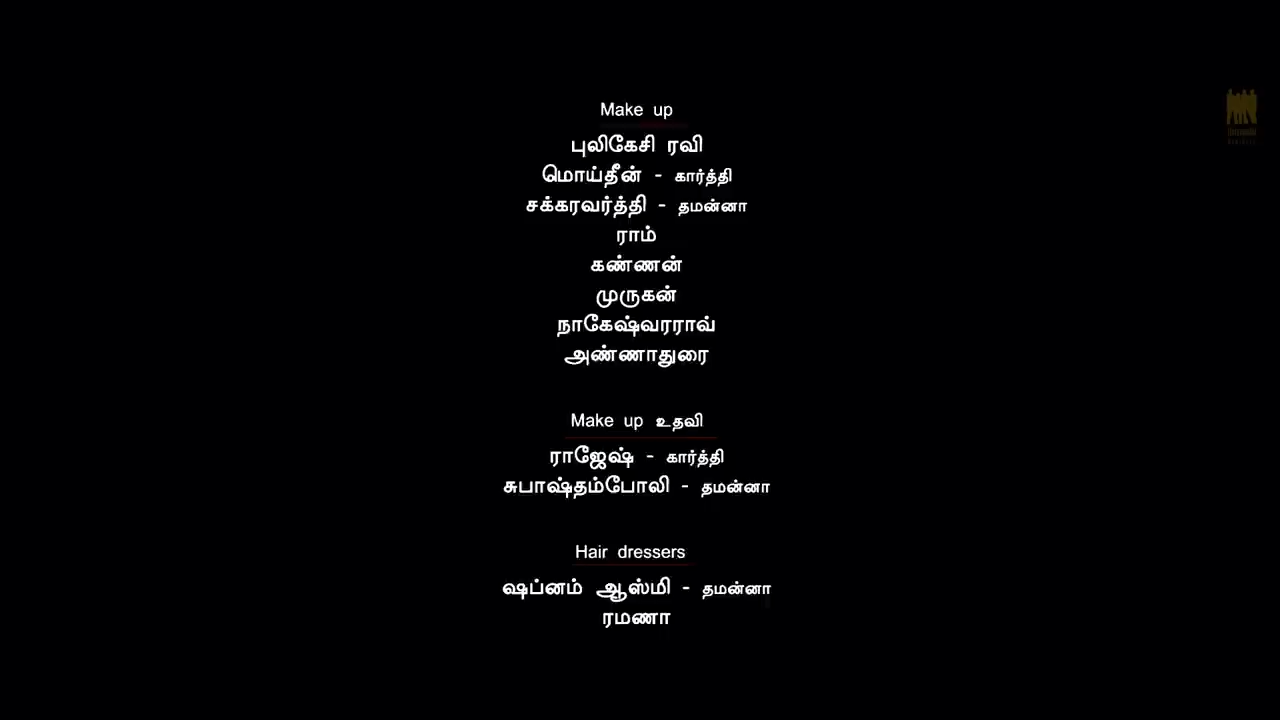 Make up
புலிகேசி ரவி
மொய்தீன் - கார்த்தி
சக்கரவர்த்தி - தமன்னா
ராம்
கண்ணன்
முருகன்
நாகேஷ்வரராவ்
அண்ணாதுரை
Make up உதவி
ராஜேஷ் - கார்த்தி
சுபாஷ்தம்போலி - தமன்னா
Hair dressers
ஷப்னம் ஆஸ்மி - தமன்னா
ரமணா